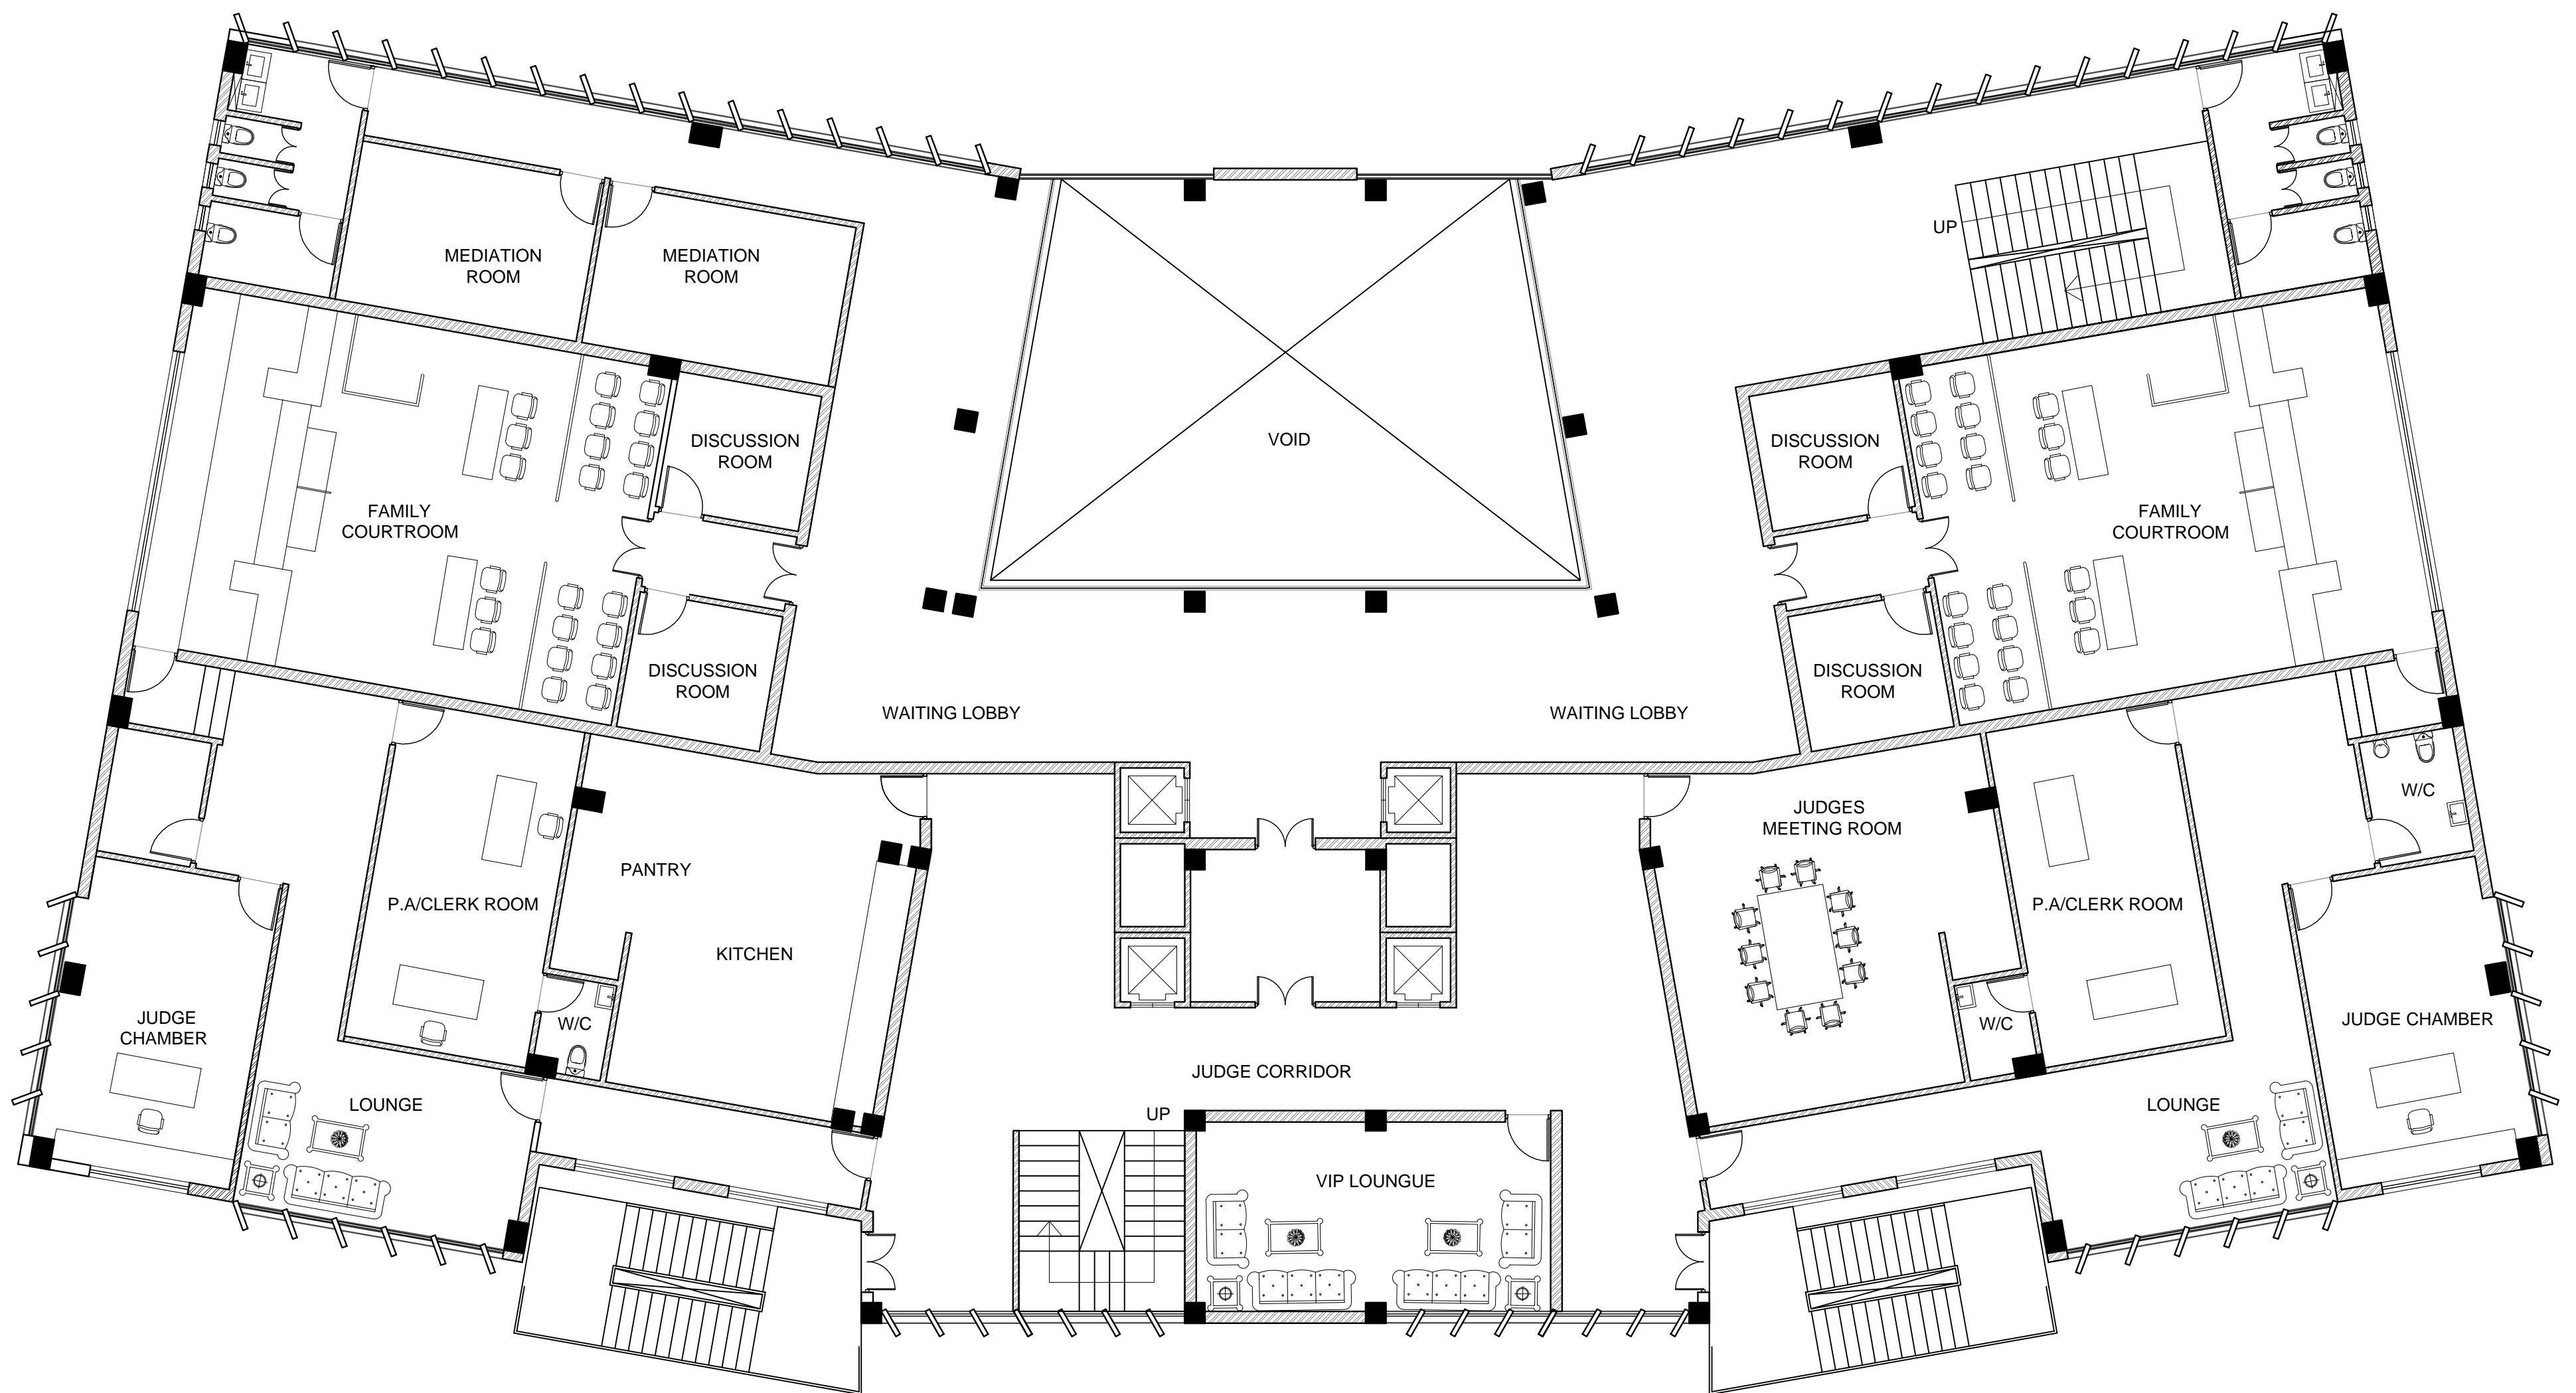 UP
MEDIATION
ROOM
MEDIATION
ROOM
VOID
DISCUSSION
ROOM
DISCUSSION
ROOM
FAMILY
COURTROOM
FAMILY
COURTROOM
DISCUSSION
ROOM
DISCUSSION
ROOM
WAITING LOBBY
WAITING LOBBY
W/C
JUDGES
MEETING ROOM
PANTRY
P.A/CLERK ROOM
P.A/CLERK ROOM
KITCHEN
JUDGE
CHAMBER
W/C
W/C
JUDGE CHAMBER
JUDGE CORRIDOR
LOUNGE
UP
LOUNGE
VIP LOUNGUE